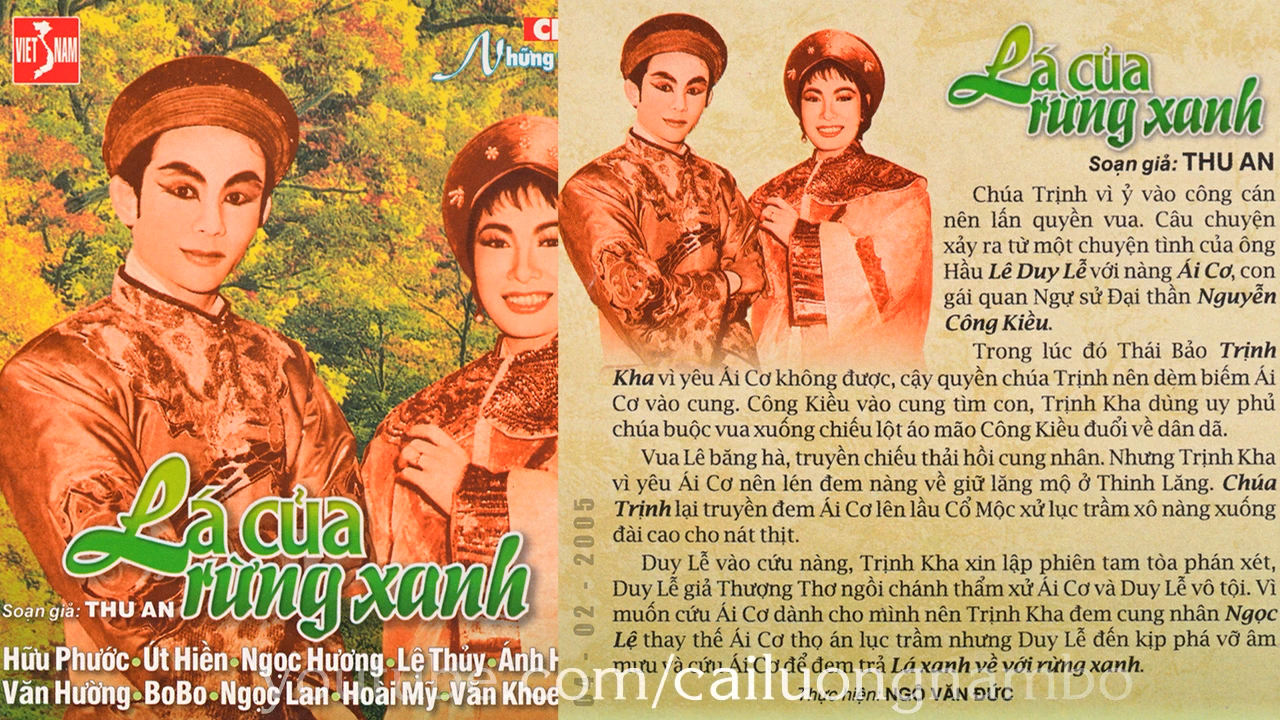 VIỆT NAM
Những
Lá của
rừng xanh
Soạn giả: THU AN
Hữu Phước • Út Hiền • Ngọc Hương • Lệ Thủy • Ánh
Văn Hường • BoBo • Ngọc Lan • Hoài Mỹ • Văn Khoe
Lá của
rừng xanh
Soạn giả: THU AN
Chúa Trịnh vì ỷ vào công cán
nên lấn quyền vua. Câu chuyện
xảy ra từ một chuyện tình của ông
Hầu Lê Duy Lễ với nàng Ái Cơ, con
gái quan Ngự sử Đại thần Nguyễn
Công Kiều.
Trong lúc đó Thái Bảo Trịnh
Kha vì yêu Ái Cơ không được, cậy quyền chúa Trịnh nên dèm biếm Ái
Cơ vào cung. Công Kiều vào cung tìm con, Trịnh Kha dùng uy phủ
chúa buộc vua xuống chiếu lột áo mão Công Kiều đuổi về dân dã.
Vua Lê băng hà, truyền chiếu thải hồi cung nhân. Nhưng Trịnh Kha
vì yêu Ái Cơ nên lén đem nàng về giữ lăng mộ ở Thinh Lăng. Chúa
Trịnh lại truyền đem Ái Cơ lên lầu Cổ Mộc xử lục trầm xô nàng xuống
đài cao cho nát thịt.
Duy Lễ vào cứu nàng, Trịnh Kha xin lập phiên tam tòa phán xét,
Duy Lễ giả Thượng Thơ ngồi chánh thẩm xử Ái Cơ và Duy Lễ vô tội. Vì
muốn cứu Ái Cơ dành cho mình nên Trịnh Kha đem cung nhân Ngọc
Lệ thay thế Ái Cơ thọ án lục trầm nhưng Duy Lễ đến kịp phá vỡ âm
mưu và cứu Ái Cơ để đem trả Lá xanh về với rừng xanh.
Thực hiện: NGÔ VĂN ĐỨC
02 - 2005
youtube.com/cailuongnambo